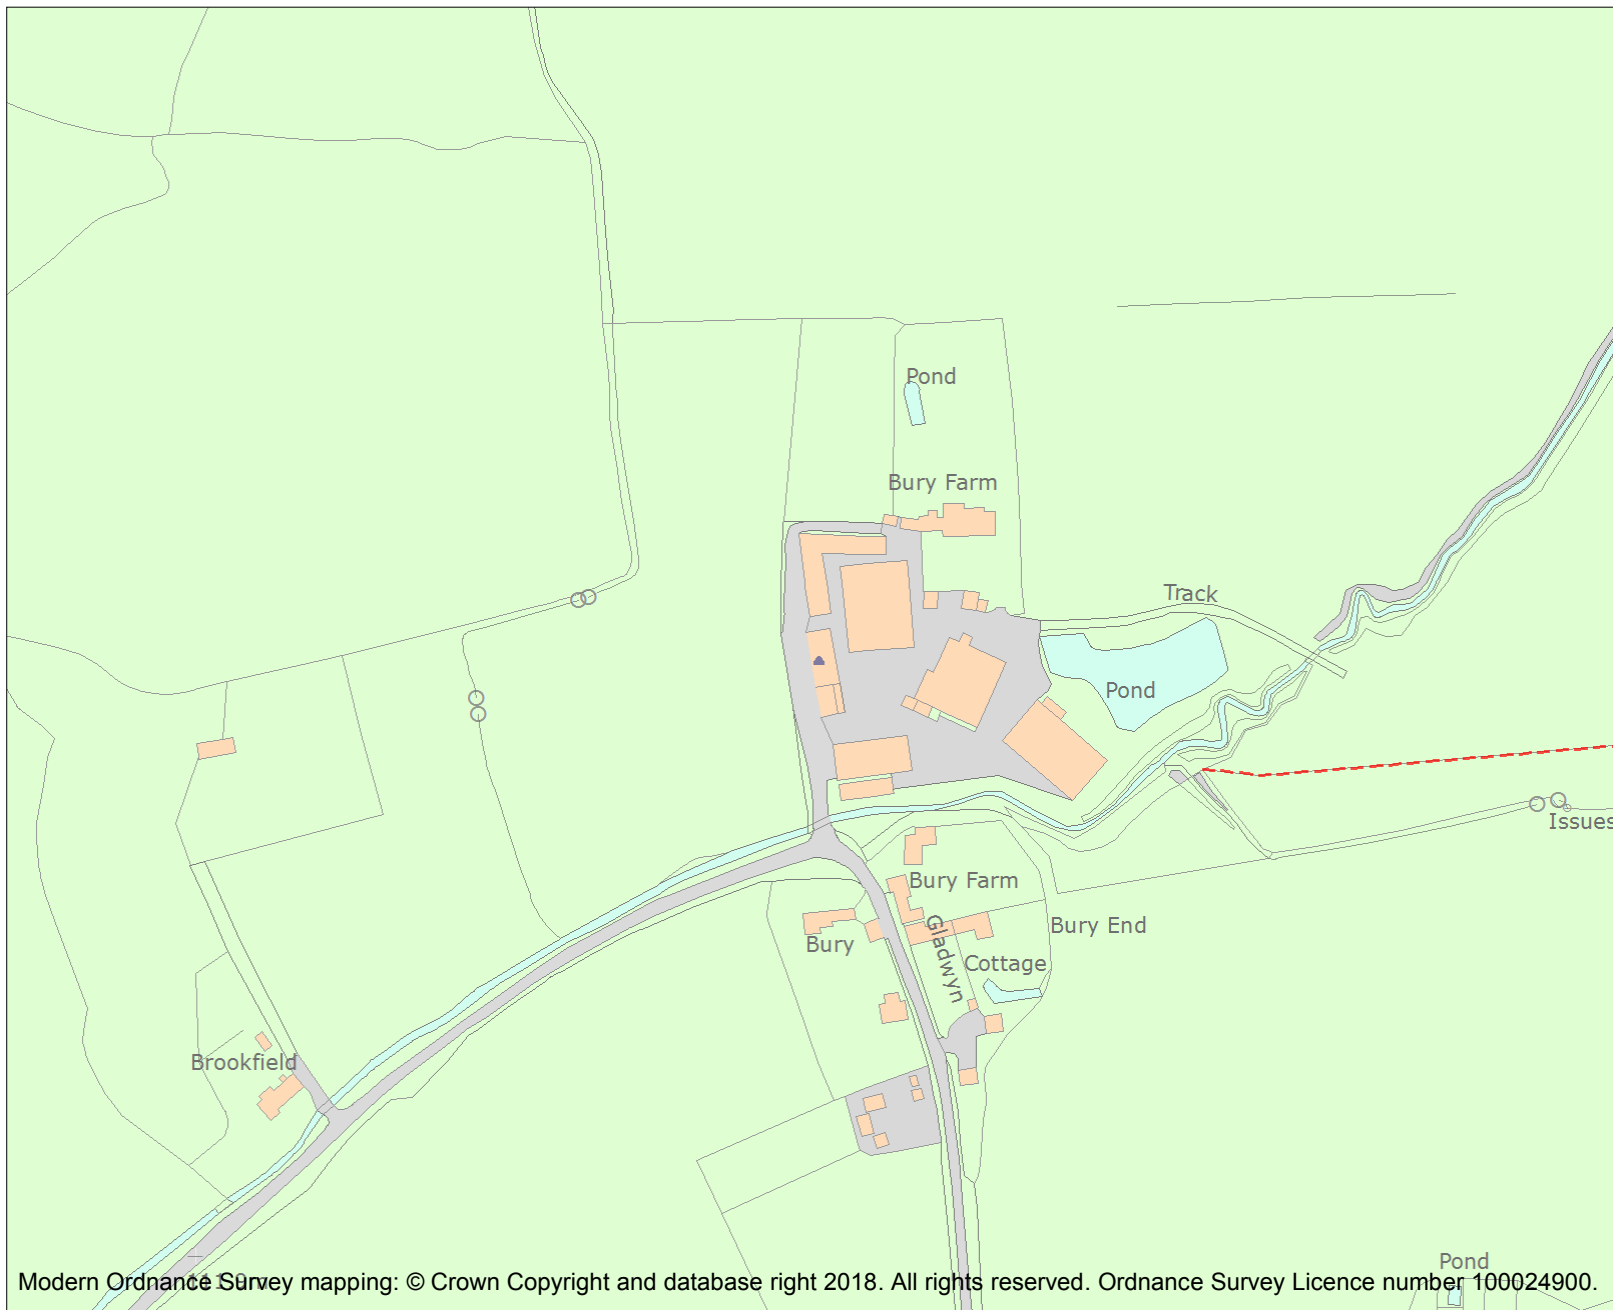 Pond
Bury Farm
Track
Pond
Issues
Bury Farm
Gladwyn
Bury End
Bury
Cottage
Brookfield
Pond
Modern Ordnance Survey mapping: © Crown Copyright and database right 2018. All rights reserved. Ordnance Survey Licence number 100024900.